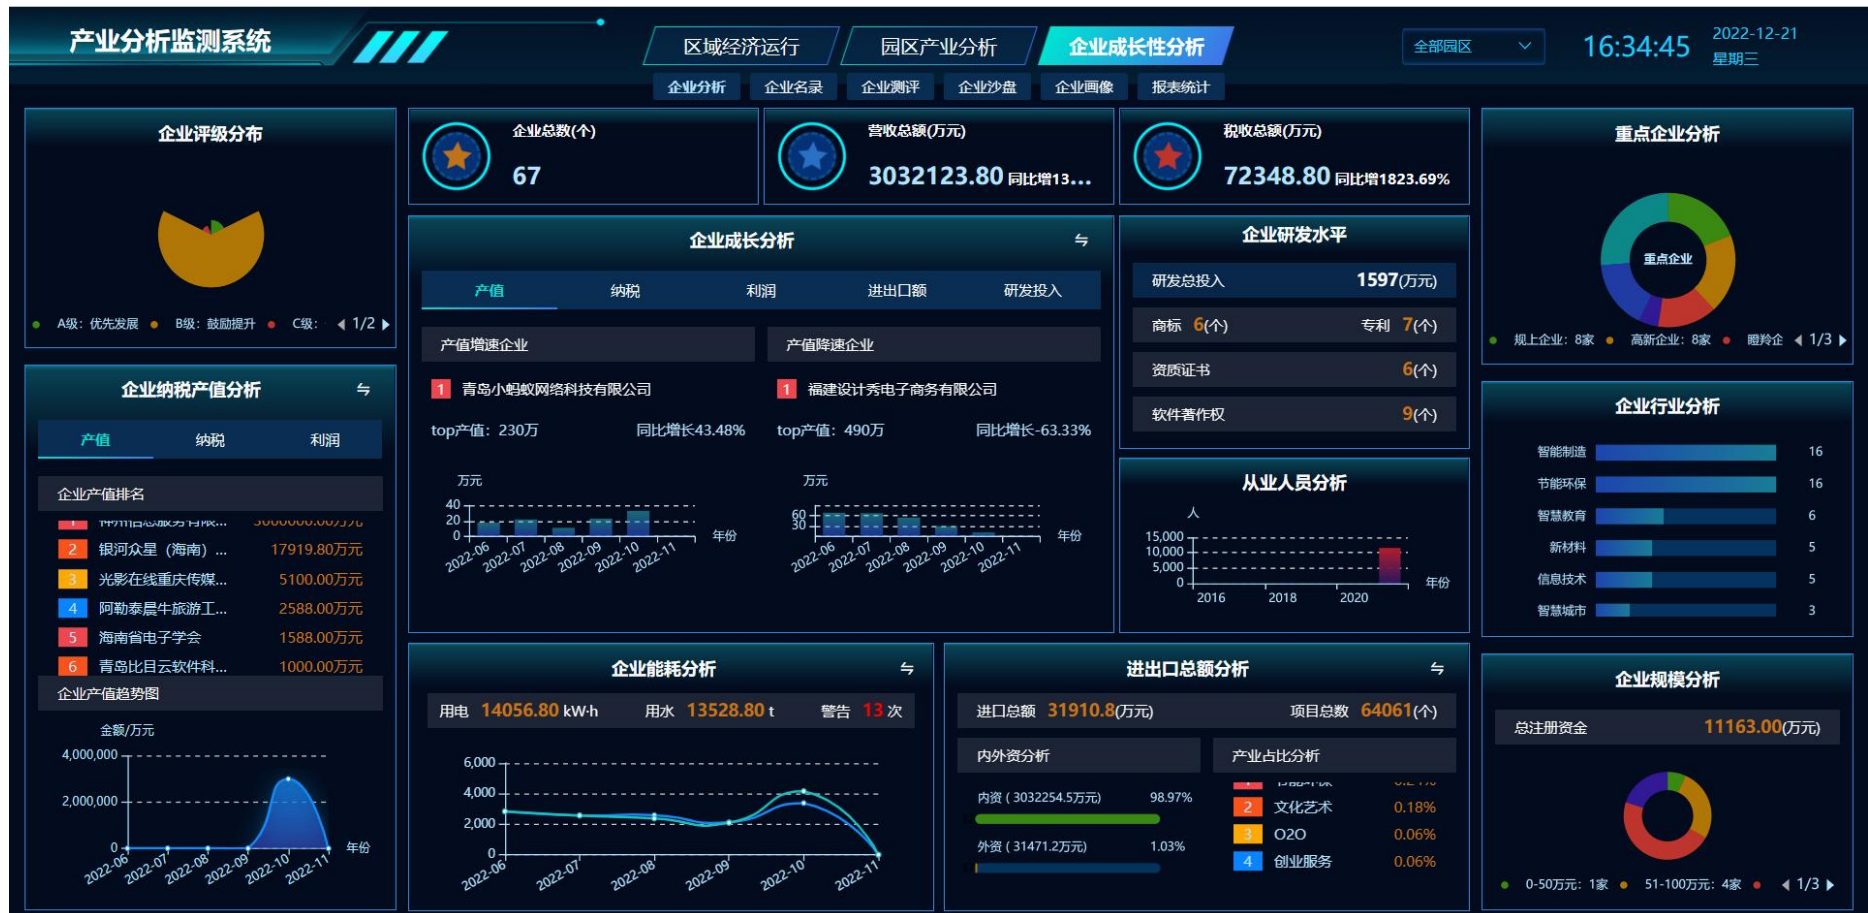 产业分析监测系统
区域经济运行
园区产业分析
企业成长性分析
全部园区
16:34:45
2022-12-21
星期三
企业分析
企业名录
企业测评
企业沙盘
企业画像
报表统计
企业评级分布
A级：优先发展
B级：鼓励提升
C级：
1/2
企业总数(个)
67
营收总额(万元)
3032123.80 同比增13...
税收总额(万元)
72348.80 同比增1823.69%
重点企业分析
重点企业
规上企业：8家
高新企业：8家
瞪羚企
1/3
企业纳税产值分析
产值
纳税
利润
企业产值排名
3000000.00万元
2 银河众星（海南）... 17919.80万元
3 光影在线重庆传媒... 5100.00万元
4 阿勒泰晨牛旅游工... 2588.00万元
5 海南省电子学会 1588.00万元
6 青岛比目云软件科... 1000.00万元
企业产值趋势图
金额/万元
4,000,000
2,000,000
0
年份
2022-06 2022-07 2022-08 2022-09 2022-10 2022-11
企业成长分析
产值
纳税
利润
进出口额
研发投入
产值增速企业
1 青岛小蚂蚁网络科技有限公司
top产值：230万 同比增长43.48%
万元
40
20
0
年份
2022-06 2022-07 2022-08 2022-09 2022-10 2022-11
产值降速企业
1 福建设计秀电子商务有限公司
top产值：490万 同比增长-63.33%
万元
60
30
年份
2022-06 2022-07 2022-08 2022-09 2022-10 2022-11
企业研发水平
研发总投入 1597(万元)
商标 6(个) 专利 7(个)
资质证书 6(个)
软件著作权 9(个)
从业人员分析
人
15,000
10,000
5,000
0
年份
2016 2018 2020
企业行业分析
智能制造 16
节能环保 16
智慧教育 6
新材料 5
信息技术 5
智慧城市 3
企业能耗分析
用电 14056.80 kW·h 用水 13528.80 t 警告 13 次
6,000
4,000
2,000
0
2022-06 2022-07 2022-08 2022-09 2022-10 2022-11
进出口总额分析
进口总额 31910.8(万元) 项目总数 64061(个)
内外资分析
内资 ( 3032254.5万元) 98.97%
外资 ( 31471.2万元) 1.03%
产业占比分析
2 文化艺术 0.18%
3 O2O 0.06%
4 创业服务 0.06%
企业规模分析
总注册资金 11163.00(万元)
0-50万元：1家
51-100万元：4家
1/3